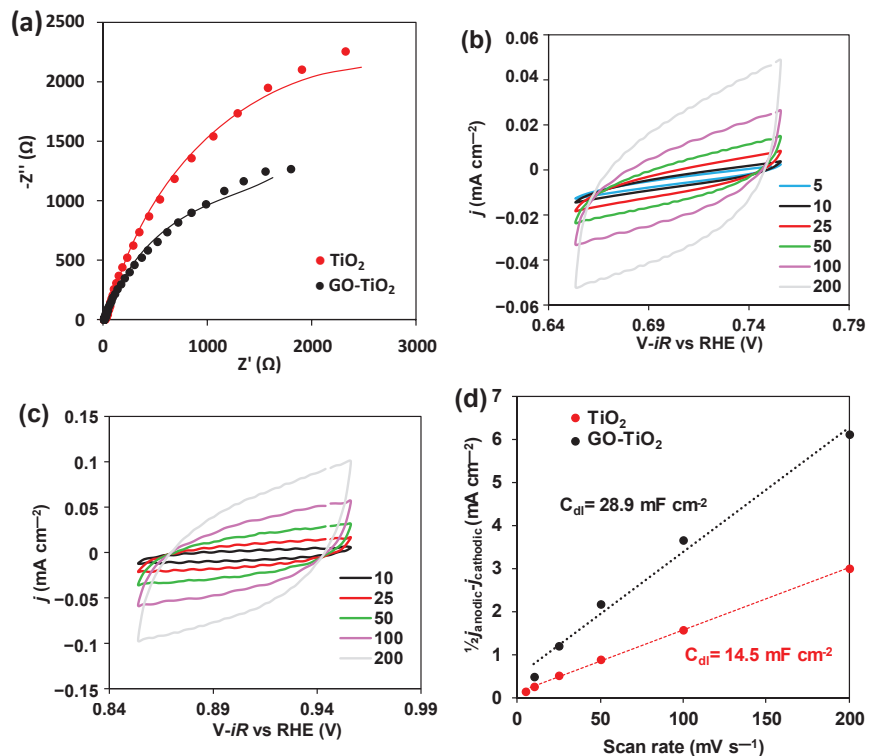 (a)
2500
2000
1500
1000
500
0
-Z'' (Ω)
TiO₂
GO-TiO₂
0 1000 2000 3000
Z' (Ω)
(b)
0.06
0.04
0.02
0
−0.02
−0.04
−0.06
j (mA cm−²)
5
10
25
50
100
200
0.64 0.69 0.74 0.79
V-iR vs RHE (V)
(c)
0.15
0.1
0.05
0
−0.05
−0.1
−0.15
j (mA cm−²)
10
25
50
100
200
0.84 0.89 0.94 0.99
V-iR vs RHE (V)
(d)
7
6
5
4
3
2
1
0
½janodic-jcathodic (mA cm−²)
TiO₂
GO-TiO₂
Cdl= 28.9 mF cm-²
Cdl= 14.5 mF cm-²
0 50 100 150 200
Scan rate (mV s−¹)